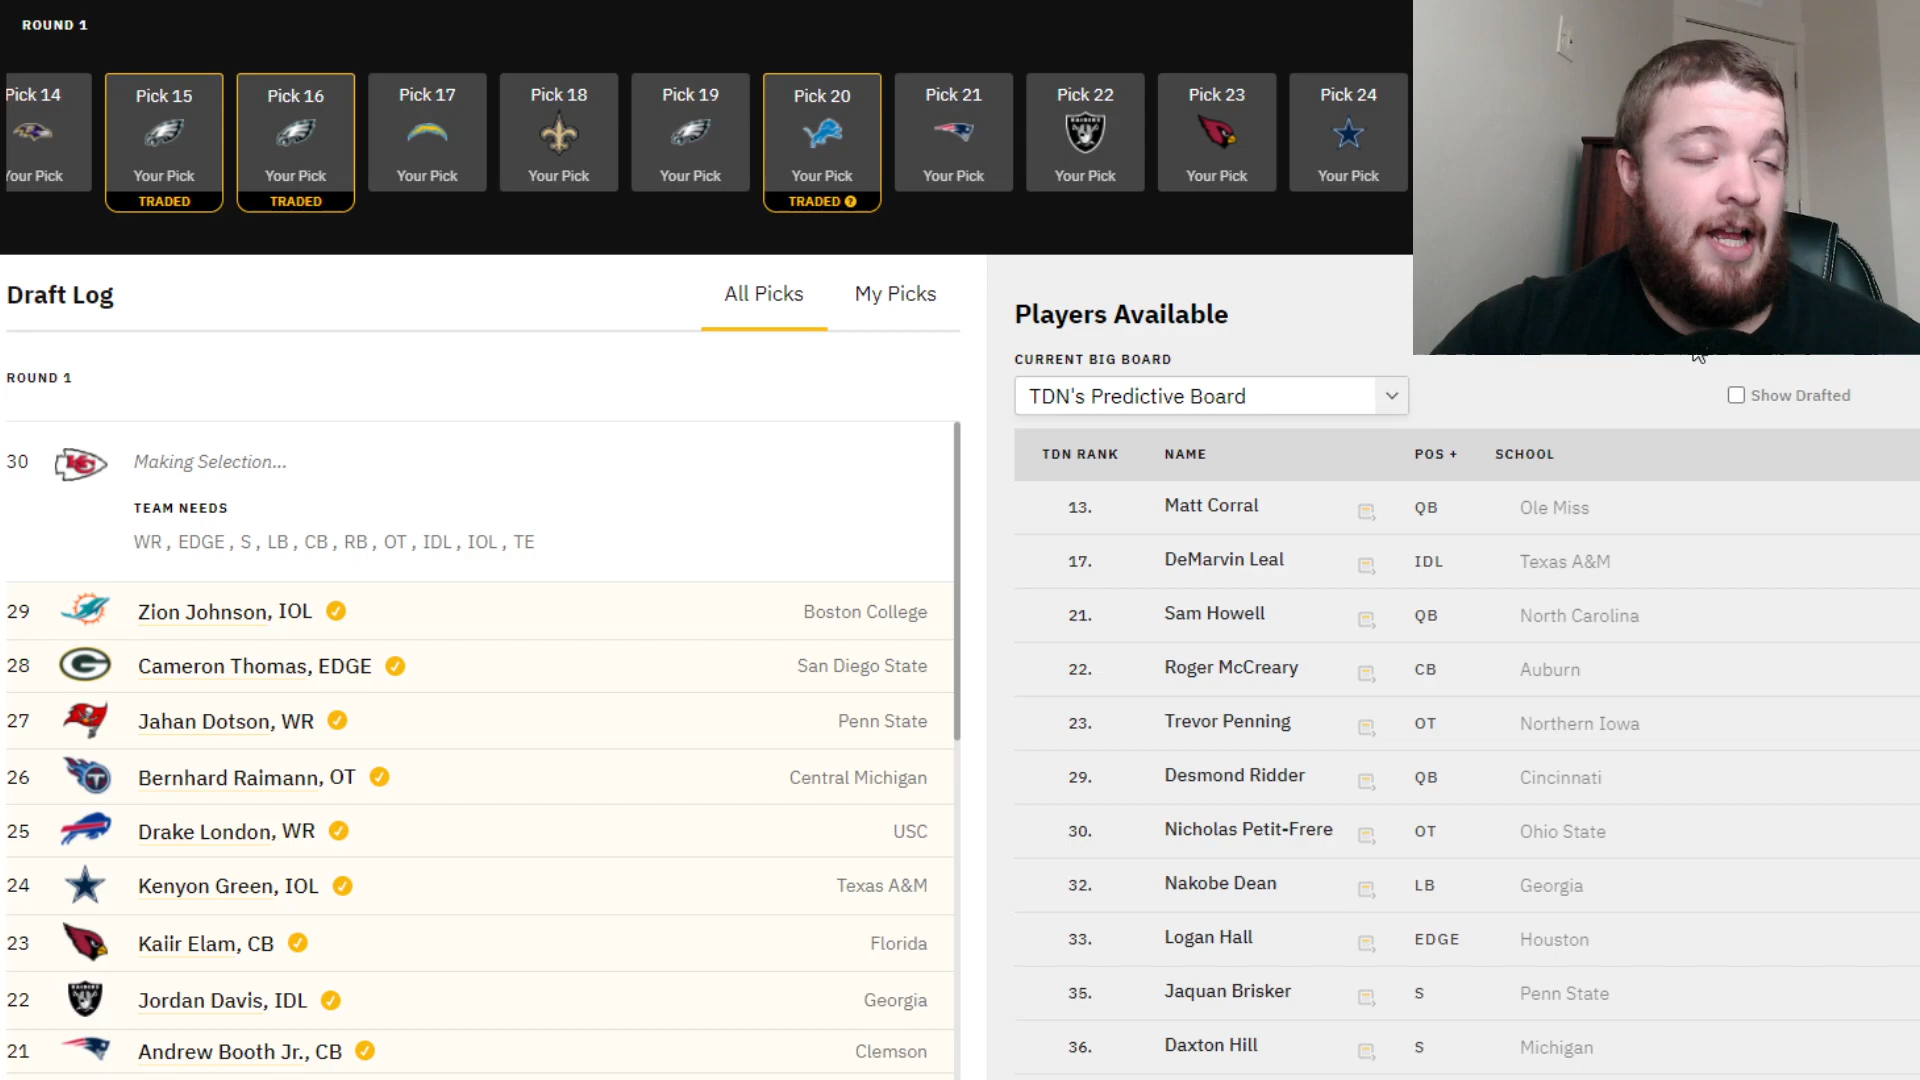 ROUND 1
Pick 14
Your Pick
Pick 15
Your Pick
TRADED
Pick 16
Your Pick
TRADED
Pick 17
Your Pick
Pick 18
Your Pick
Pick 19
Your Pick
Pick 20
Your Pick
TRADED ?
Pick 21
Your Pick
Pick 22
Your Pick
Pick 23
Your Pick
Pick 24
Your Pick
Draft Log
All Picks
My Picks
ROUND 1
30 Making Selection...
TEAM NEEDS
WR , EDGE , S , LB , CB , RB , OT , IDL , IOL , TE
29 Zion Johnson, IOL Boston College
28 Cameron Thomas, EDGE San Diego State
27 Jahan Dotson, WR Penn State
26 Bernhard Raimann, OT Central Michigan
25 Drake London, WR USC
24 Kenyon Green, IOL Texas A&M
23 Kaiir Elam, CB Florida
22 Jordan Davis, IDL Georgia
21 Andrew Booth Jr., CB Clemson
Players Available
CURRENT BIG BOARD
TDN's Predictive Board
Show Drafted
TDN RANK NAME POS + SCHOOL
13. Matt Corral QB Ole Miss
17. DeMarvin Leal IDL Texas A&M
21. Sam Howell QB North Carolina
22. Roger McCreary CB Auburn
23. Trevor Penning OT Northern Iowa
29. Desmond Ridder QB Cincinnati
30. Nicholas Petit-Frere OT Ohio State
32. Nakobe Dean LB Georgia
33. Logan Hall EDGE Houston
35. Jaquan Brisker S Penn State
36. Daxton Hill S Michigan